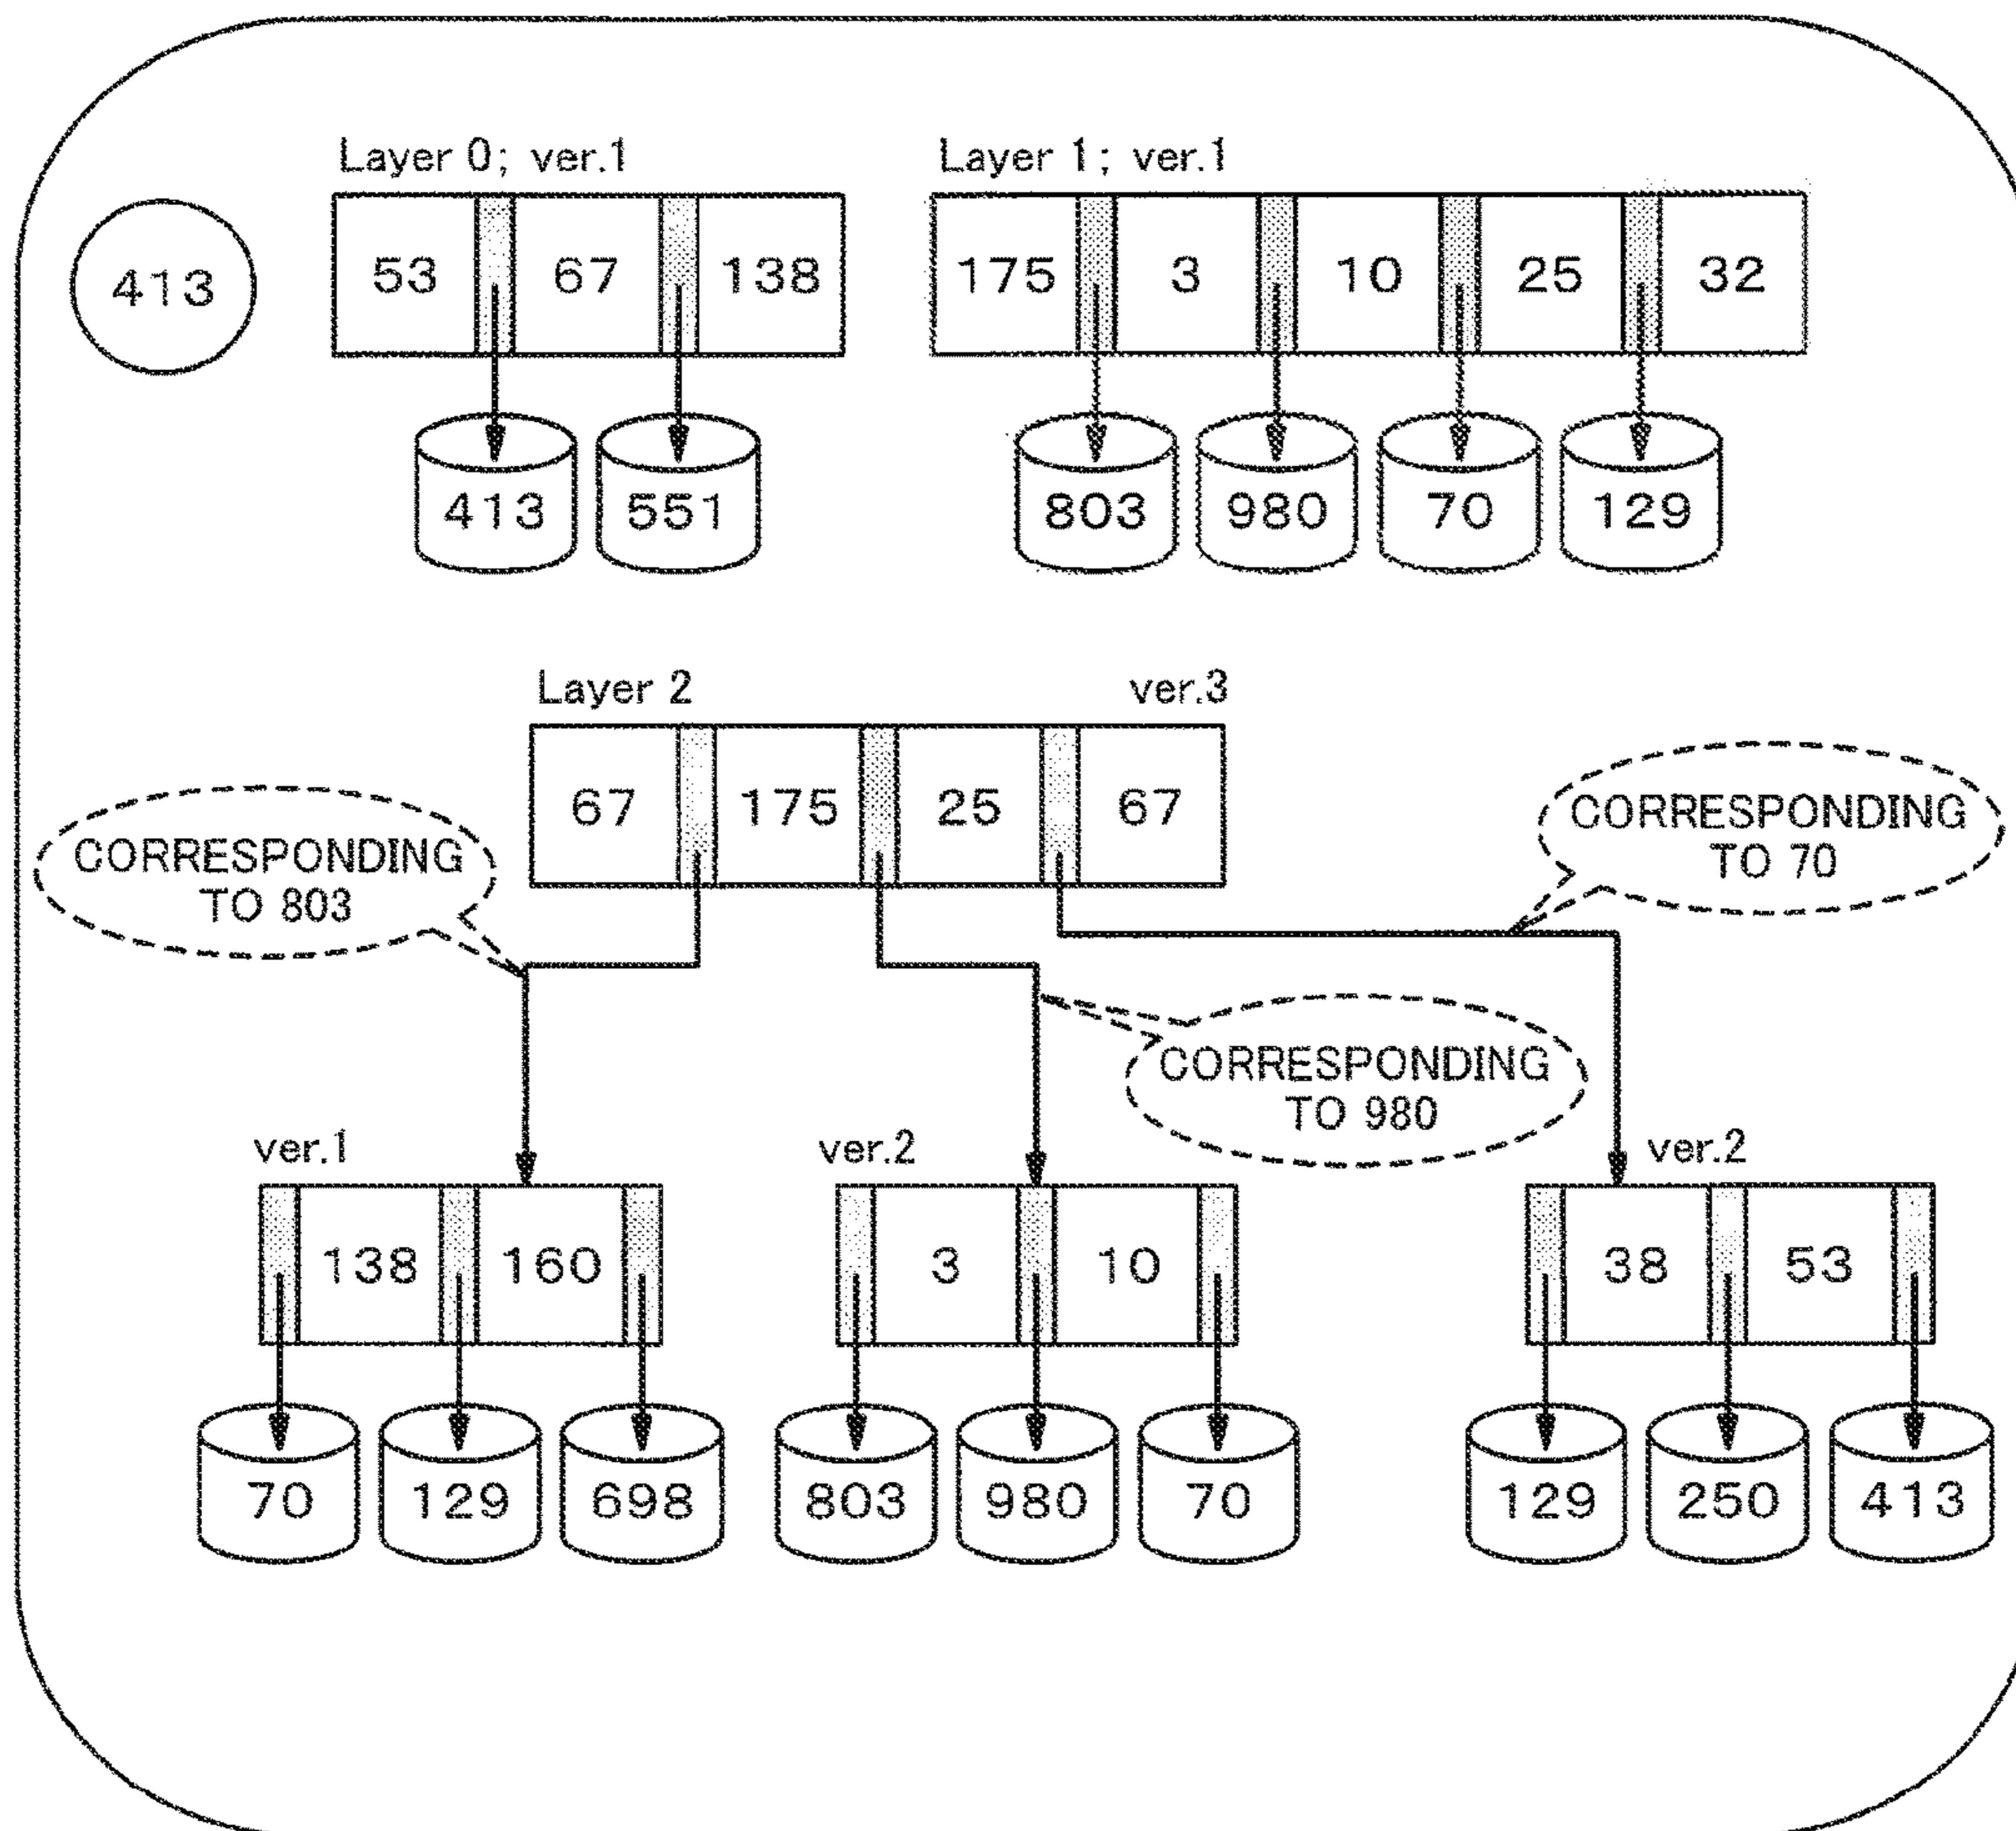 Layer 0; ver.1
Layer 1; ver.1
413
53 67 138
175 3 10 25 32
413 551
803 980 70 129
Layer 2 ver.3
67 175 25 67
CORRESPONDING
TO 803
CORRESPONDING
TO 70
CORRESPONDING
TO 980
ver.1
ver.2
ver.2
138 160
3 10
38 53
70 129 698
803 980 70
129 250 413